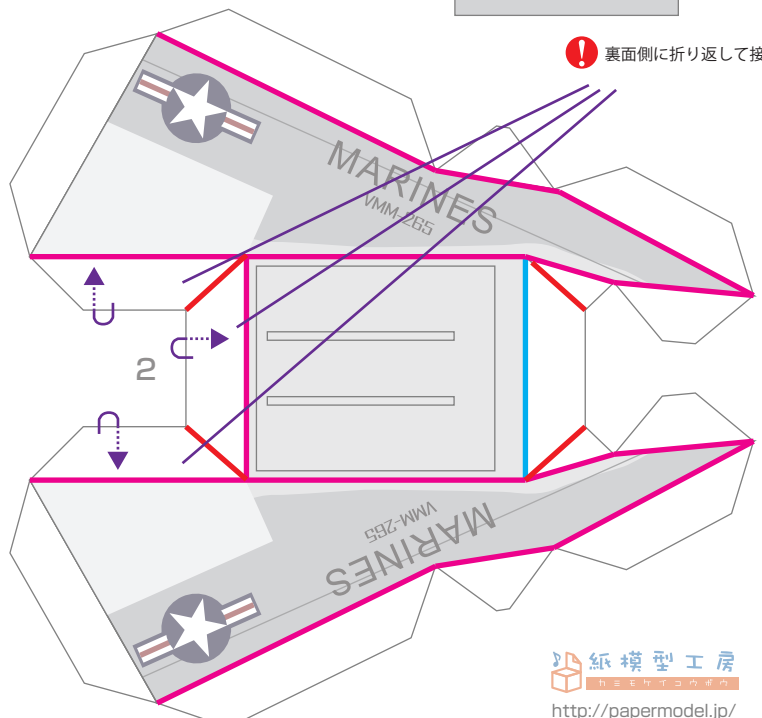 ! 裏面側に折り返して接
MARINES
VMM-265
2
VMM-265
MARINES
紙模型工房
カミモケイコウボウ
http://papermodel.jp/